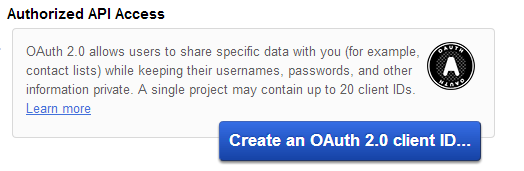 Authorized API Access
OAuth 2.0 allows users to share specific data with you (for example,
contact lists) while keeping their usernames, passwords, and other
information private. A single project may contain up to 20 client IDs.
Learn more
OAUTH
A
OAUTH
Create an OAuth 2.0 client ID...